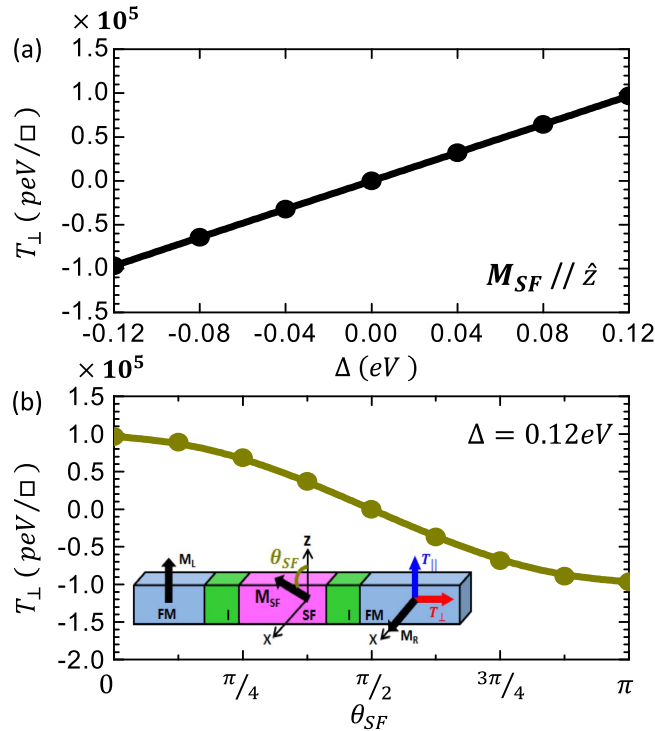 × 10⁵
(a)
1.5
1.0
0.5
0.0
-0.5
-1.0
-1.5
T⊥ ( peV/□ )
M_SF // ẑ
-0.12 -0.08 -0.04 0.00 0.04 0.08 0.12
Δ (eV)
× 10⁵
(b)
1.5
1.0
0.5
0.0
-0.5
-1.0
-1.5
-2.0
T⊥ ( peV/□ )
Δ = 0.12eV
M_L
θ_SF
z
T_||
M_SF
T⊥
FM I SF I FM
X X M_R
0 π/4 π/2 3π/4 π
θ_SF